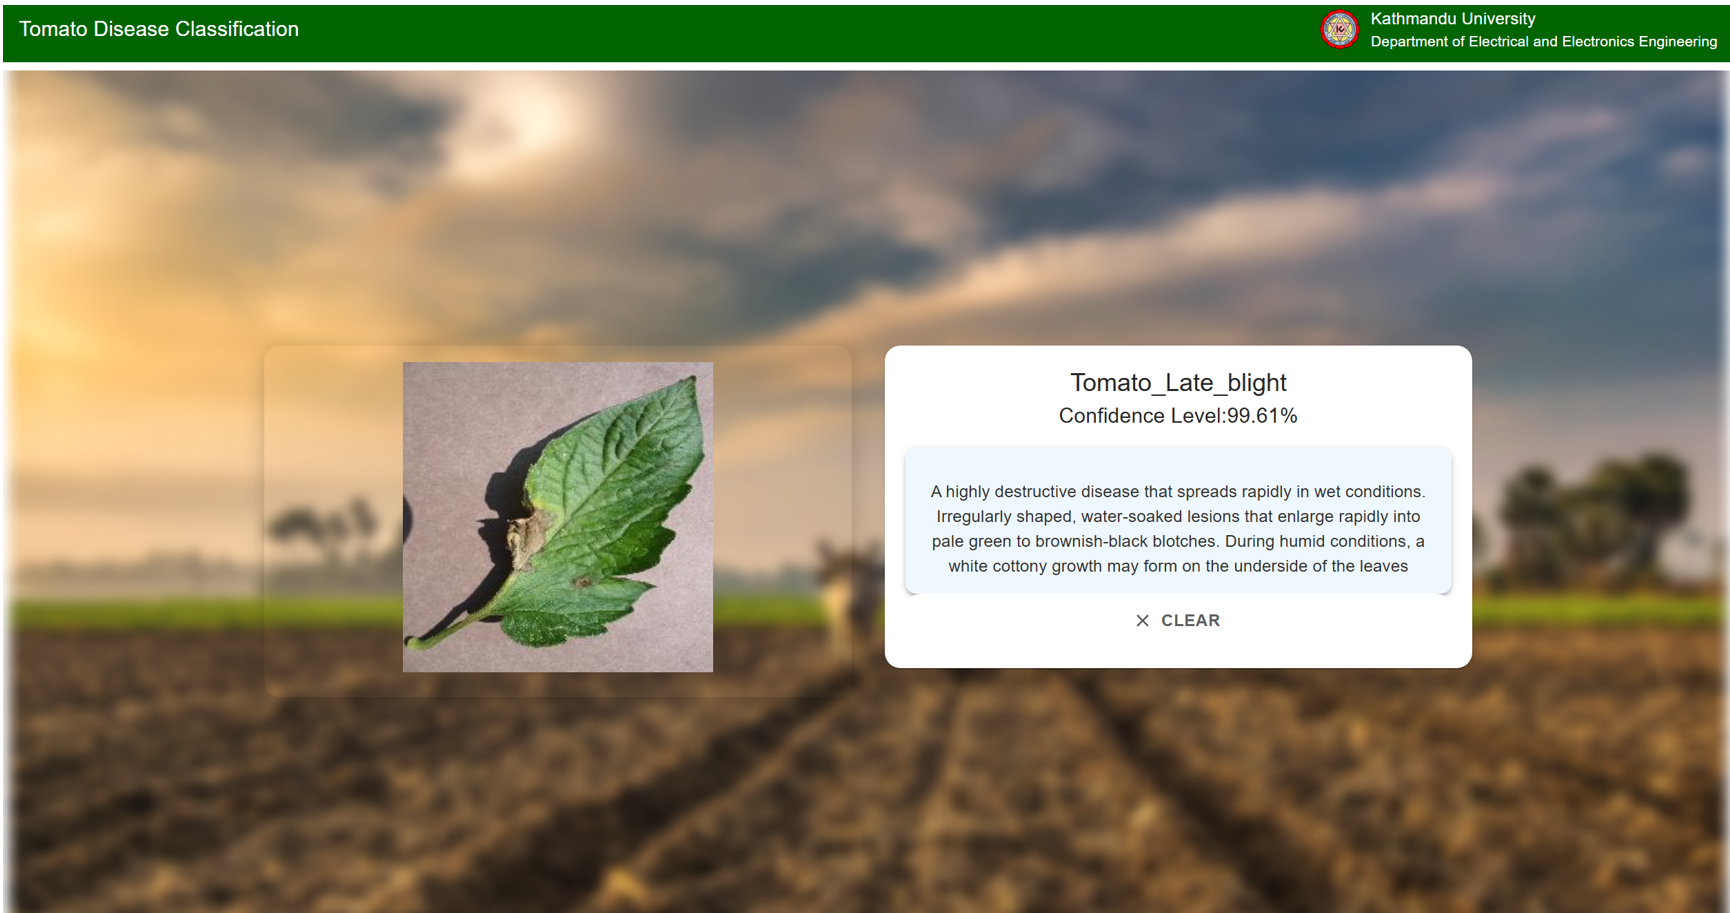 Tomato Disease Classification
Kathmandu University
Department of Electrical and Electronics Engineering
Tomato_Late_blight
Confidence Level:99.61%
A highly destructive disease that spreads rapidly in wet conditions.
Irregularly shaped, water-soaked lesions that enlarge rapidly into
pale green to brownish-black blotches. During humid conditions, a
white cottony growth may form on the underside of the leaves
CLEAR